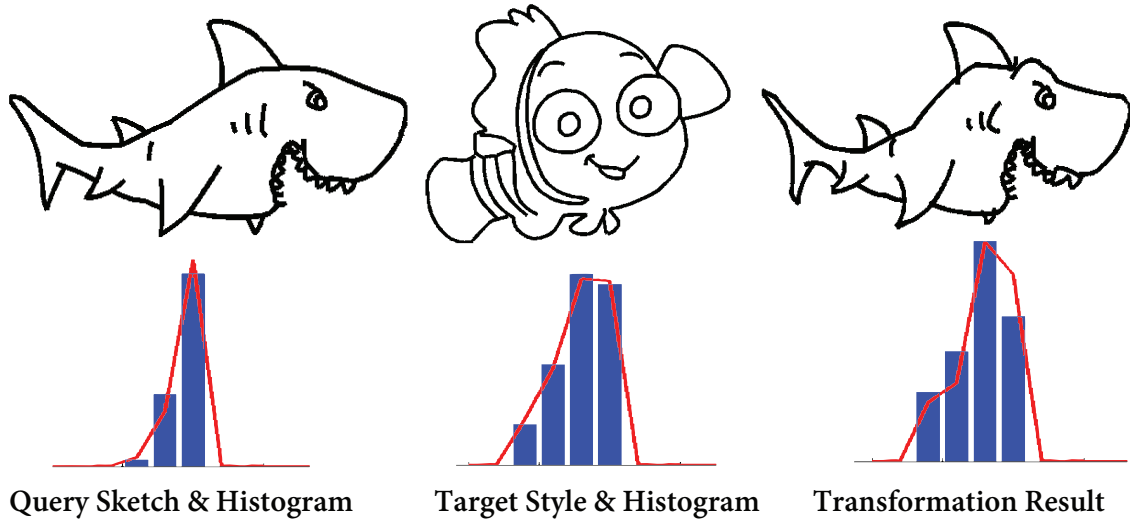 Query Sketch & Histogram
Target Style & Histogram
Transformation Result